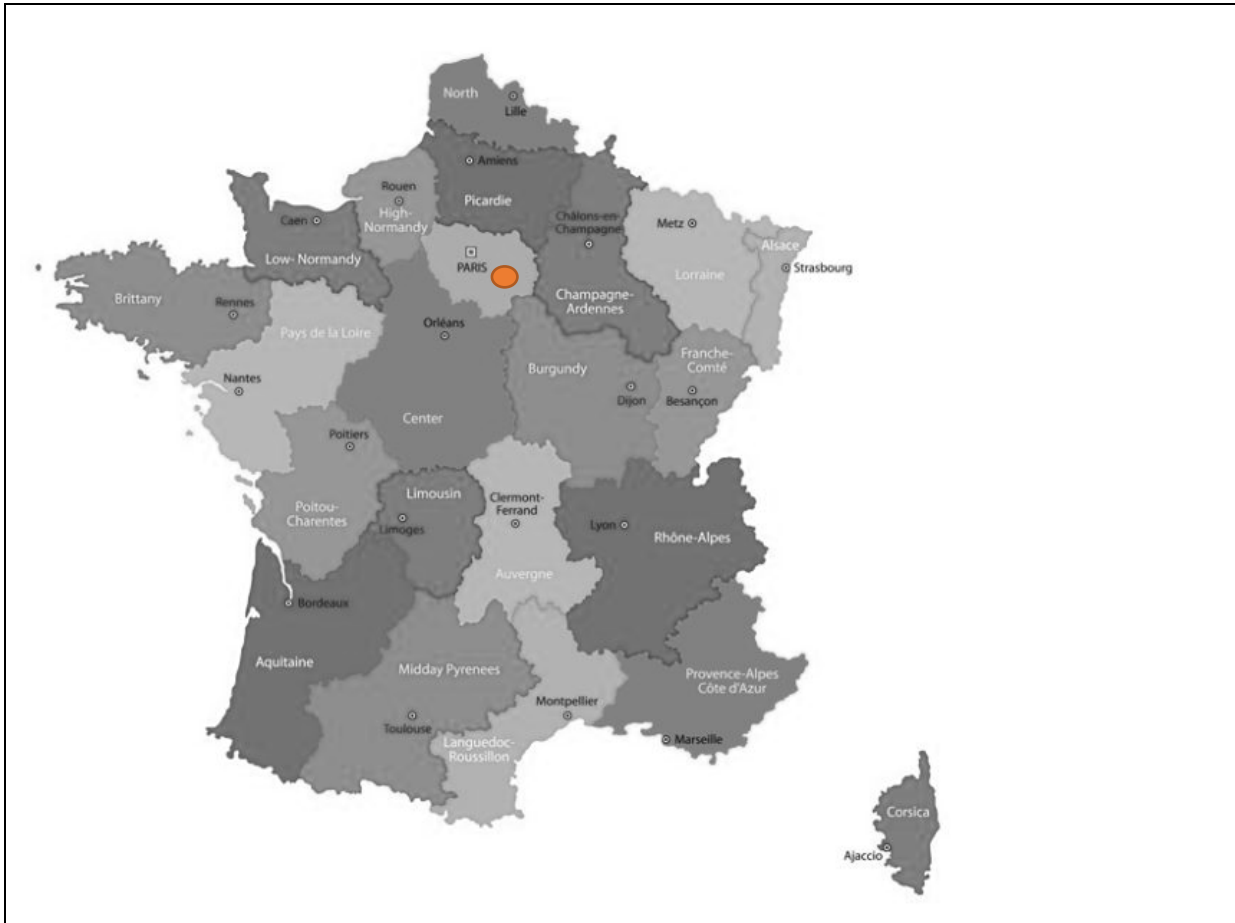 North
Lille
Amiens
Picardie
Rouen
High-
Normandy
Caen
Low- Normandy
Châlons-en-
Champagne
Metz
Alsace
Lorraine
Strasbourg
PARIS
Champagne-
Ardennes
Brittany
Rennes
Pays de la Loire
Orléans
Nantes
Center
Burgundy
Dijon
Franche-
Comté
Besançon
Poitiers
Poitou-
Charentes
Limousin
Limoges
Clermont-
Ferrand
Auvergne
Lyon
Rhône-Alpes
Bordeaux
Aquitaine
Midday Pyrenees
Toulouse
Montpellier
Languedoc-
Roussillon
Provence-Alpes
Côte d'Azur
Marseille
Corsica
Ajaccio